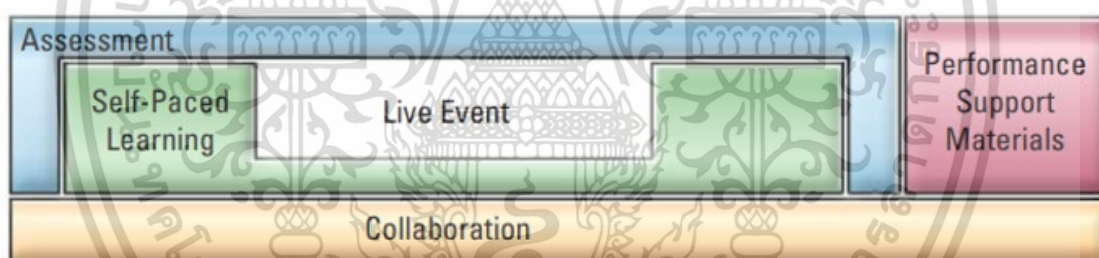 Assessment
Self-Paced
Learning
Live Event
Performance
Support
Materials
Collaboration